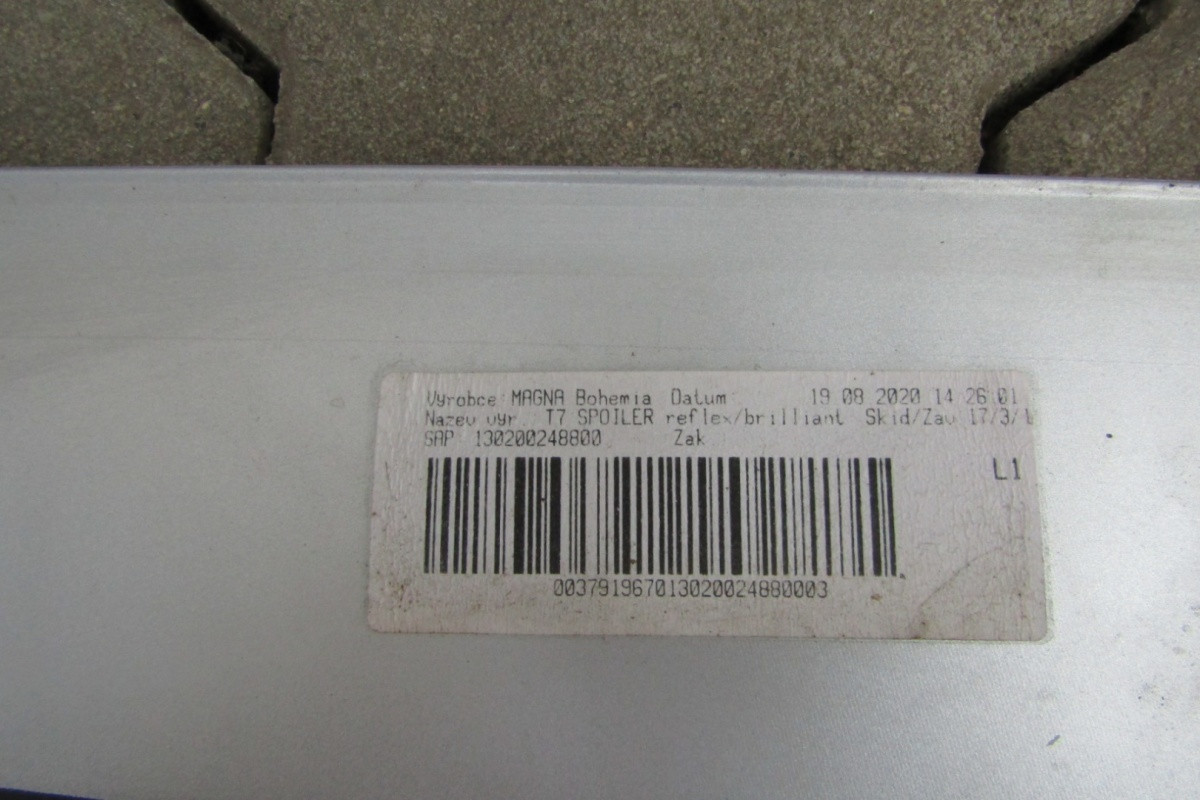 Vyrobce MAGNA Bohemia Datum 19 08 2020 14 26 01
Nazev vyr. T7 SPOILER reflex/brilliant Skid/Zav 17/3/
SAP 130200248800 Zak
L1
003791967013020024880003